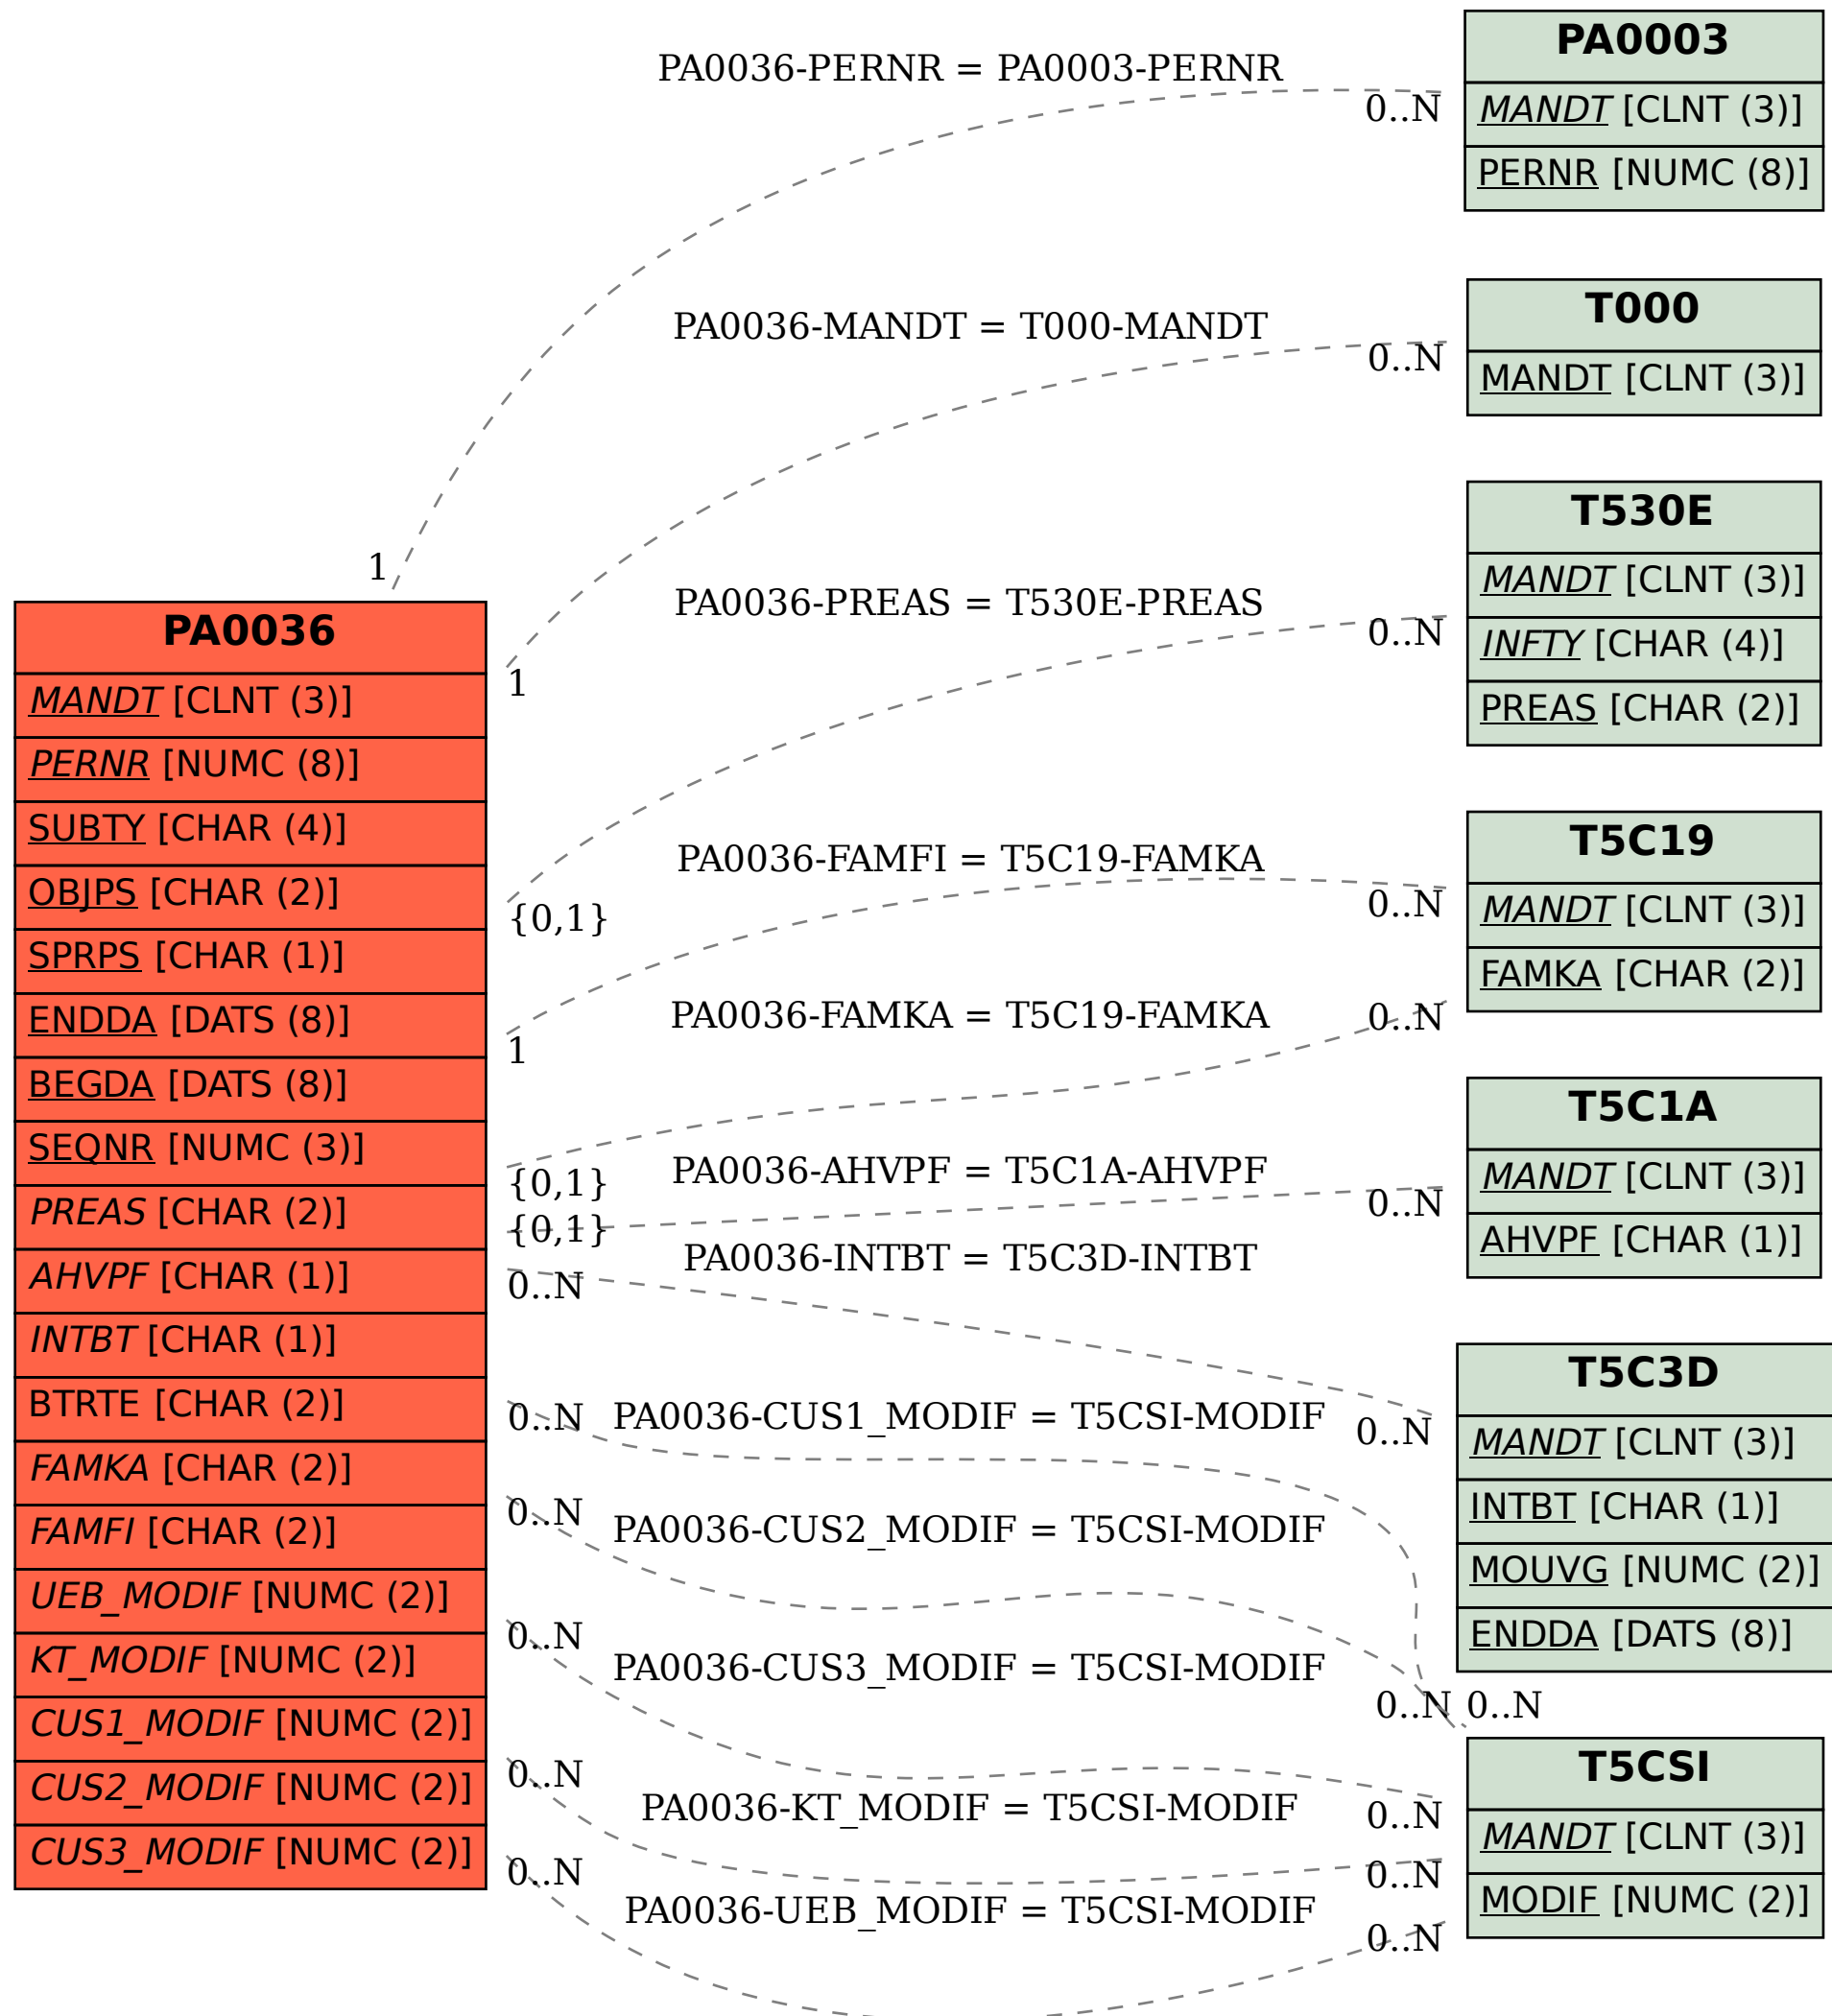 PA0036-PERNR = PA0003-PERNR
1
0..N
PA0036-MANDT = T000-MANDT
1
0..N
PA0036-PREAS = T530E-PREAS
{0,1}
0..N
PA0036-FAMFI = T5C19-FAMKA
1
0..N
PA0036-FAMKA = T5C19-FAMKA
{0,1}
0..N
PA0036-AHVPF = T5C1A-AHVPF
{0,1}
0..N
PA0036-INTBT = T5C3D-INTBT
0..N
0..N
PA0036-CUS1_MODIF = T5CSI-MODIF
0..N
0..N
PA0036-CUS2_MODIF = T5CSI-MODIF
0..N
0..N
PA0036-CUS3_MODIF = T5CSI-MODIF
0..N
0..N
PA0036-KT_MODIF = T5CSI-MODIF
0..N
0..N
PA0036-UEB_MODIF = T5CSI-MODIF
0..N
0..N
PA0036
MANDT [CLNT (3)]
PERNR [NUMC (8)]
SUBTY [CHAR (4)]
OBJPS [CHAR (2)]
SPRPS [CHAR (1)]
ENDDA [DATS (8)]
BEGDA [DATS (8)]
SEQNR [NUMC (3)]
PREAS [CHAR (2)]
AHVPF [CHAR (1)]
INTBT [CHAR (1)]
BTRTE [CHAR (2)]
FAMKA [CHAR (2)]
FAMFI [CHAR (2)]
UEB_MODIF [NUMC (2)]
KT_MODIF [NUMC (2)]
CUS1_MODIF [NUMC (2)]
CUS2_MODIF [NUMC (2)]
CUS3_MODIF [NUMC (2)]
PA0003
MANDT [CLNT (3)]
PERNR [NUMC (8)]
T000
MANDT [CLNT (3)]
T530E
MANDT [CLNT (3)]
INFTY [CHAR (4)]
PREAS [CHAR (2)]
T5C19
MANDT [CLNT (3)]
FAMKA [CHAR (2)]
T5C1A
MANDT [CLNT (3)]
AHVPF [CHAR (1)]
T5C3D
MANDT [CLNT (3)]
INTBT [CHAR (1)]
MOUVG [NUMC (2)]
ENDDA [DATS (8)]
T5CSI
MANDT [CLNT (3)]
MODIF [NUMC (2)]